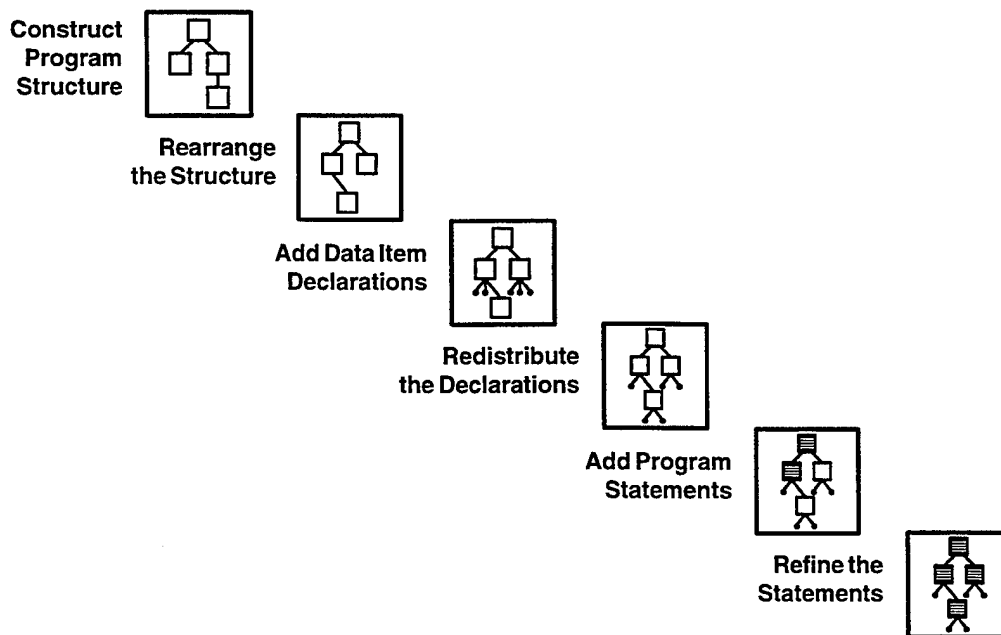 Construct
Program
Structure
Rearrange
the Structure
Add Data Item
Declarations
Redistribute
the Declarations
Add Program
Statements
Refine the
Statements